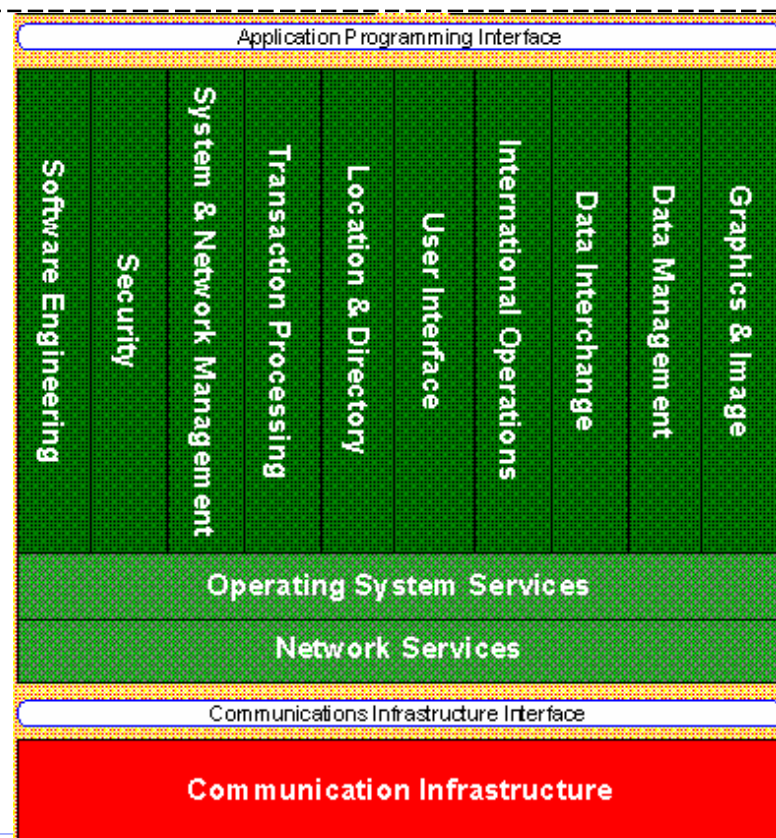 Application Programming Interface
Software Engineering
Security
System & Network Management
Transaction Processing
Location & Directory
User Interface
International Operations
Data Interchange
Data Management
Graphics & Image
Operating System Services
Network Services
Communications Infrastructure Interface
Communication Infrastructure